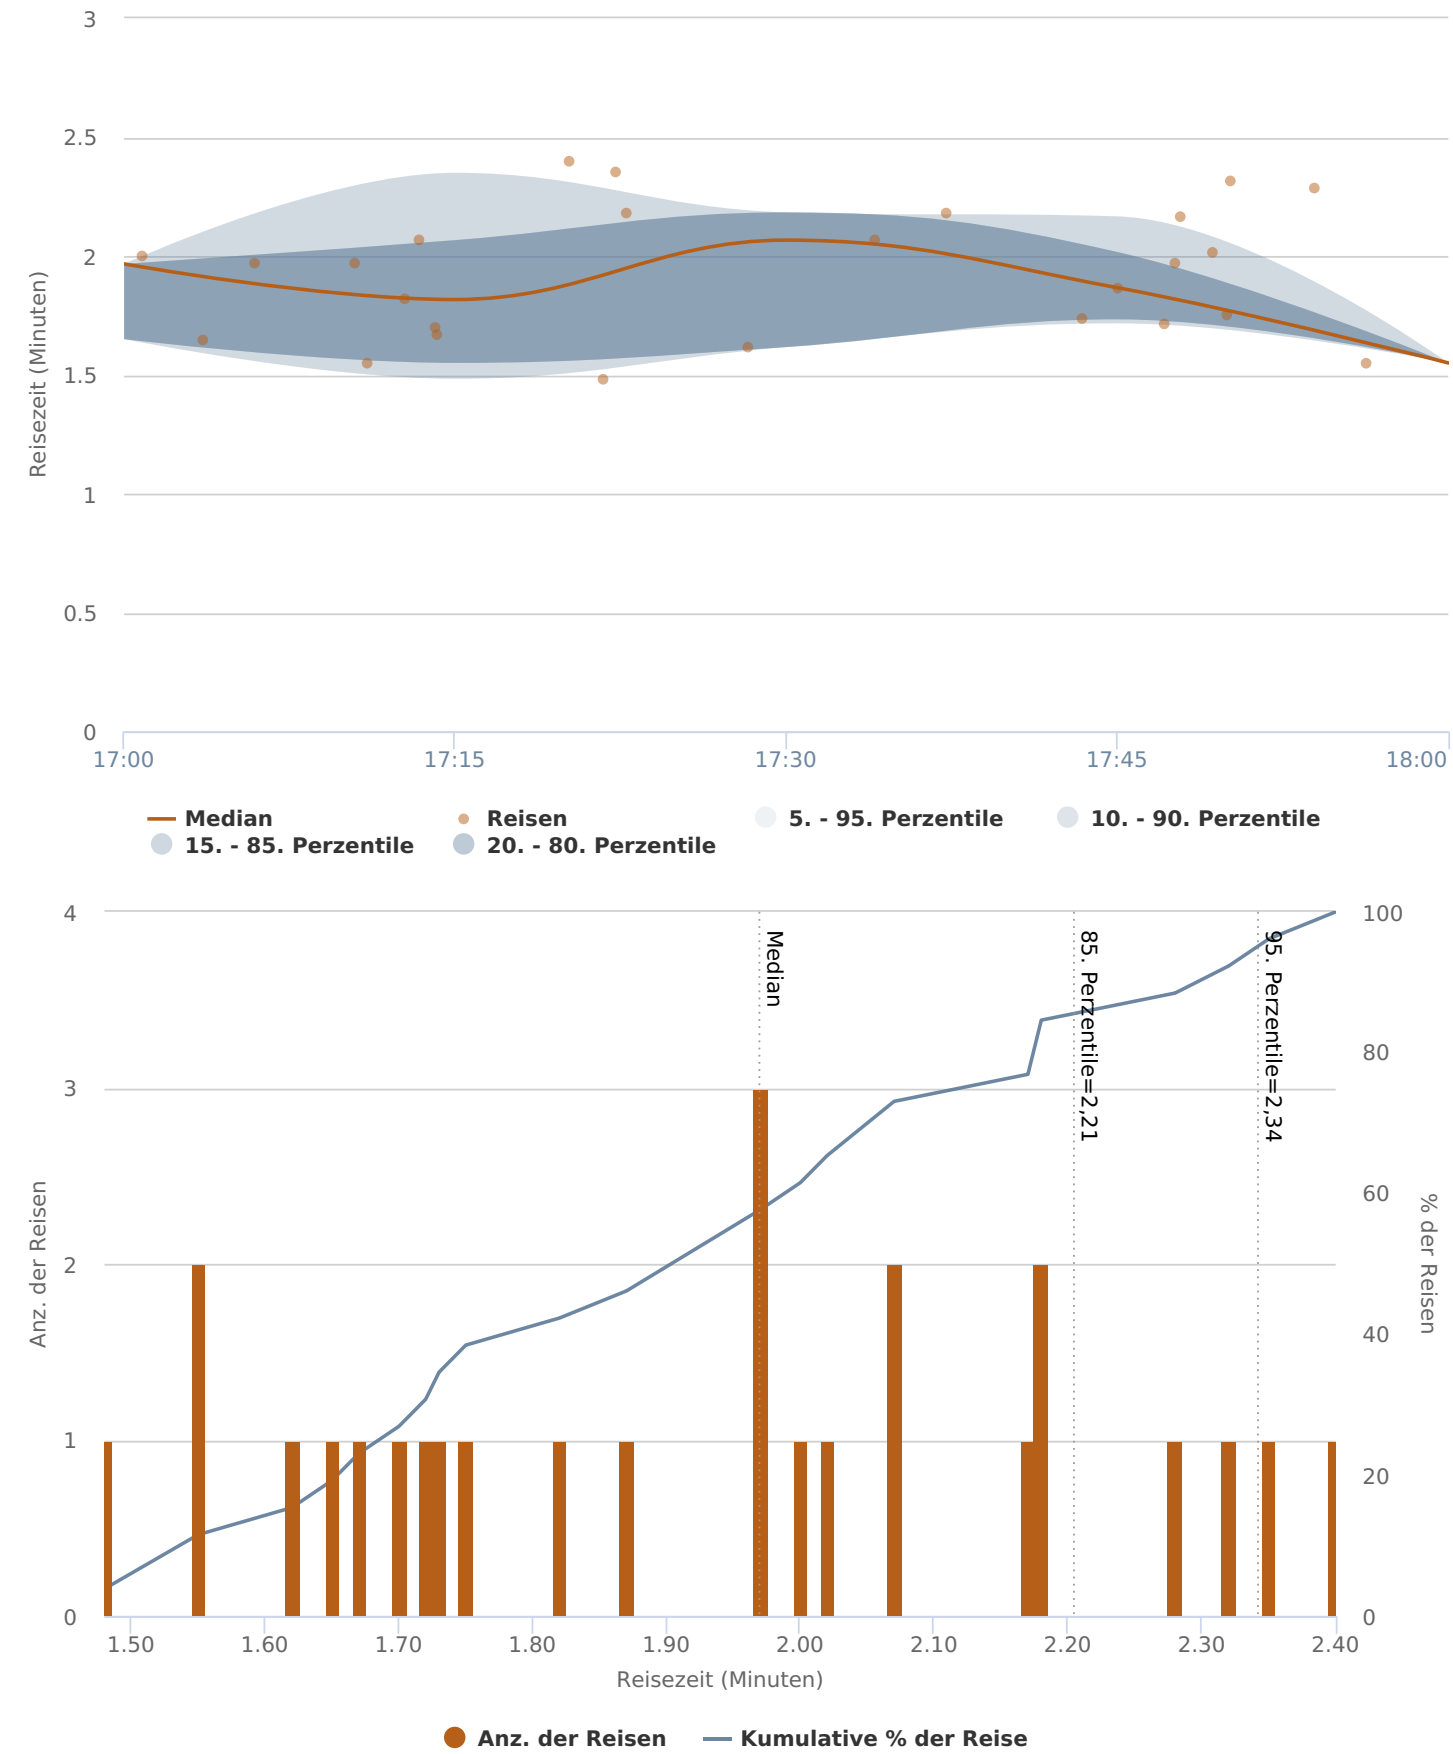 3
2.5
2
1.5
1
0.5
0
Reisezeit (Minuten)
17:00 17:15 17:30 17:45 18:00
Median Reisen 5. - 95. Perzentile 10. - 90. Perzentile
15. - 85. Perzentile 20. - 80. Perzentile
4
3
2
1
0
Anz. der Reisen
Median
85. Perzentile=2,21
95. Perzentile=2,34
100
80
60
40
20
0
% der Reisen
1.50 1.60 1.70 1.80 1.90 2.00 2.10 2.20 2.30 2.40
Reisezeit (Minuten)
Anz. der Reisen Kumulative % der Reise